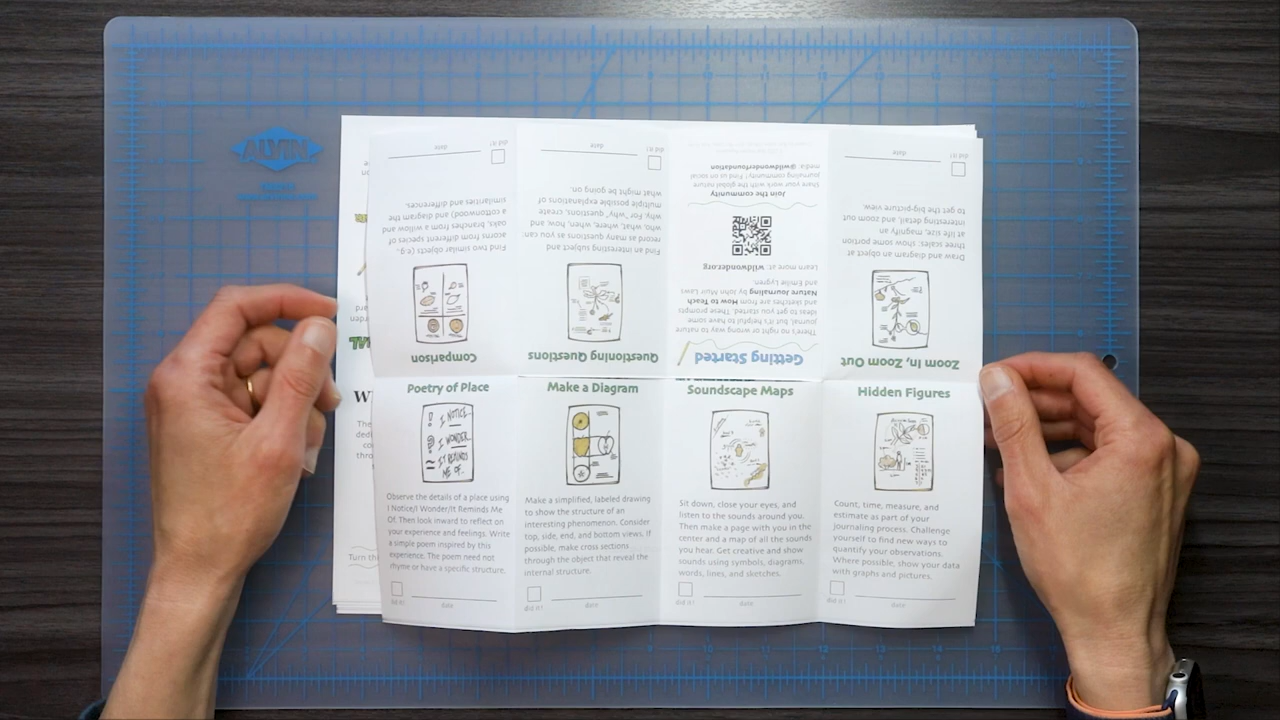 ALVIN
did it!
date
Find two similar objects (e.g.
acorns from different species of
oaks, branches from a willow and
a cottonwood) and diagram the
similarities and differences.
Comparison
did it!
date
Find an interesting subject and
record as many questions as you can:
who, what, where, when, how, and
why. For "why" questions, create
multiple possible explanations of
what might be going on.
Questioning Questions
Getting Started
There's no right or wrong way to nature
journal, but it's helpful to have some
ideas to get you started. These prompts
and sketches are from How to Teach
Nature Journaling by John Muir Laws
and Emilie Lygren.
Learn more at: wildwonder.org
Join the community
Share your work with the global nature
journaling community! Find us on social
media: @wildwonderfoundation
Zoom In, Zoom Out
Draw and diagram an object at
three scales: show some portion
at life size, magnify an
interesting detail, and zoom out
to get the big-picture view.
did it!
date
Poetry of Place
! I NOTICE
? I WONDER
≈ IT REMINDS
ME OF..
Observe the details of a place using
I Notice/I Wonder/It Reminds Me
Of. Then look inward to reflect on
your experience and feelings. Write
a simple poem inspired by this
experience. The poem need not
rhyme or have a specific structure.
did it!
date
Make a Diagram
Make a simplified, labeled drawing
to show the structure of an
interesting phenomenon. Consider
top, side, end, and bottom views. If
possible, make cross sections
through the object that reveal the
internal structure.
did it!
date
Soundscape Maps
Sit down, close your eyes, and
listen to the sounds around you.
Then make a page with you in the
center and a map of all the sounds
you hear. Get creative and show
sounds using symbols, diagrams,
words, lines, and sketches.
did it!
date
Hidden Figures
Count, time, measure, and
estimate as part of your
journaling process. Challenge
yourself to find new ways to
quantify your observations.
Where possible, show your data
with graphs and pictures.
did it!
date